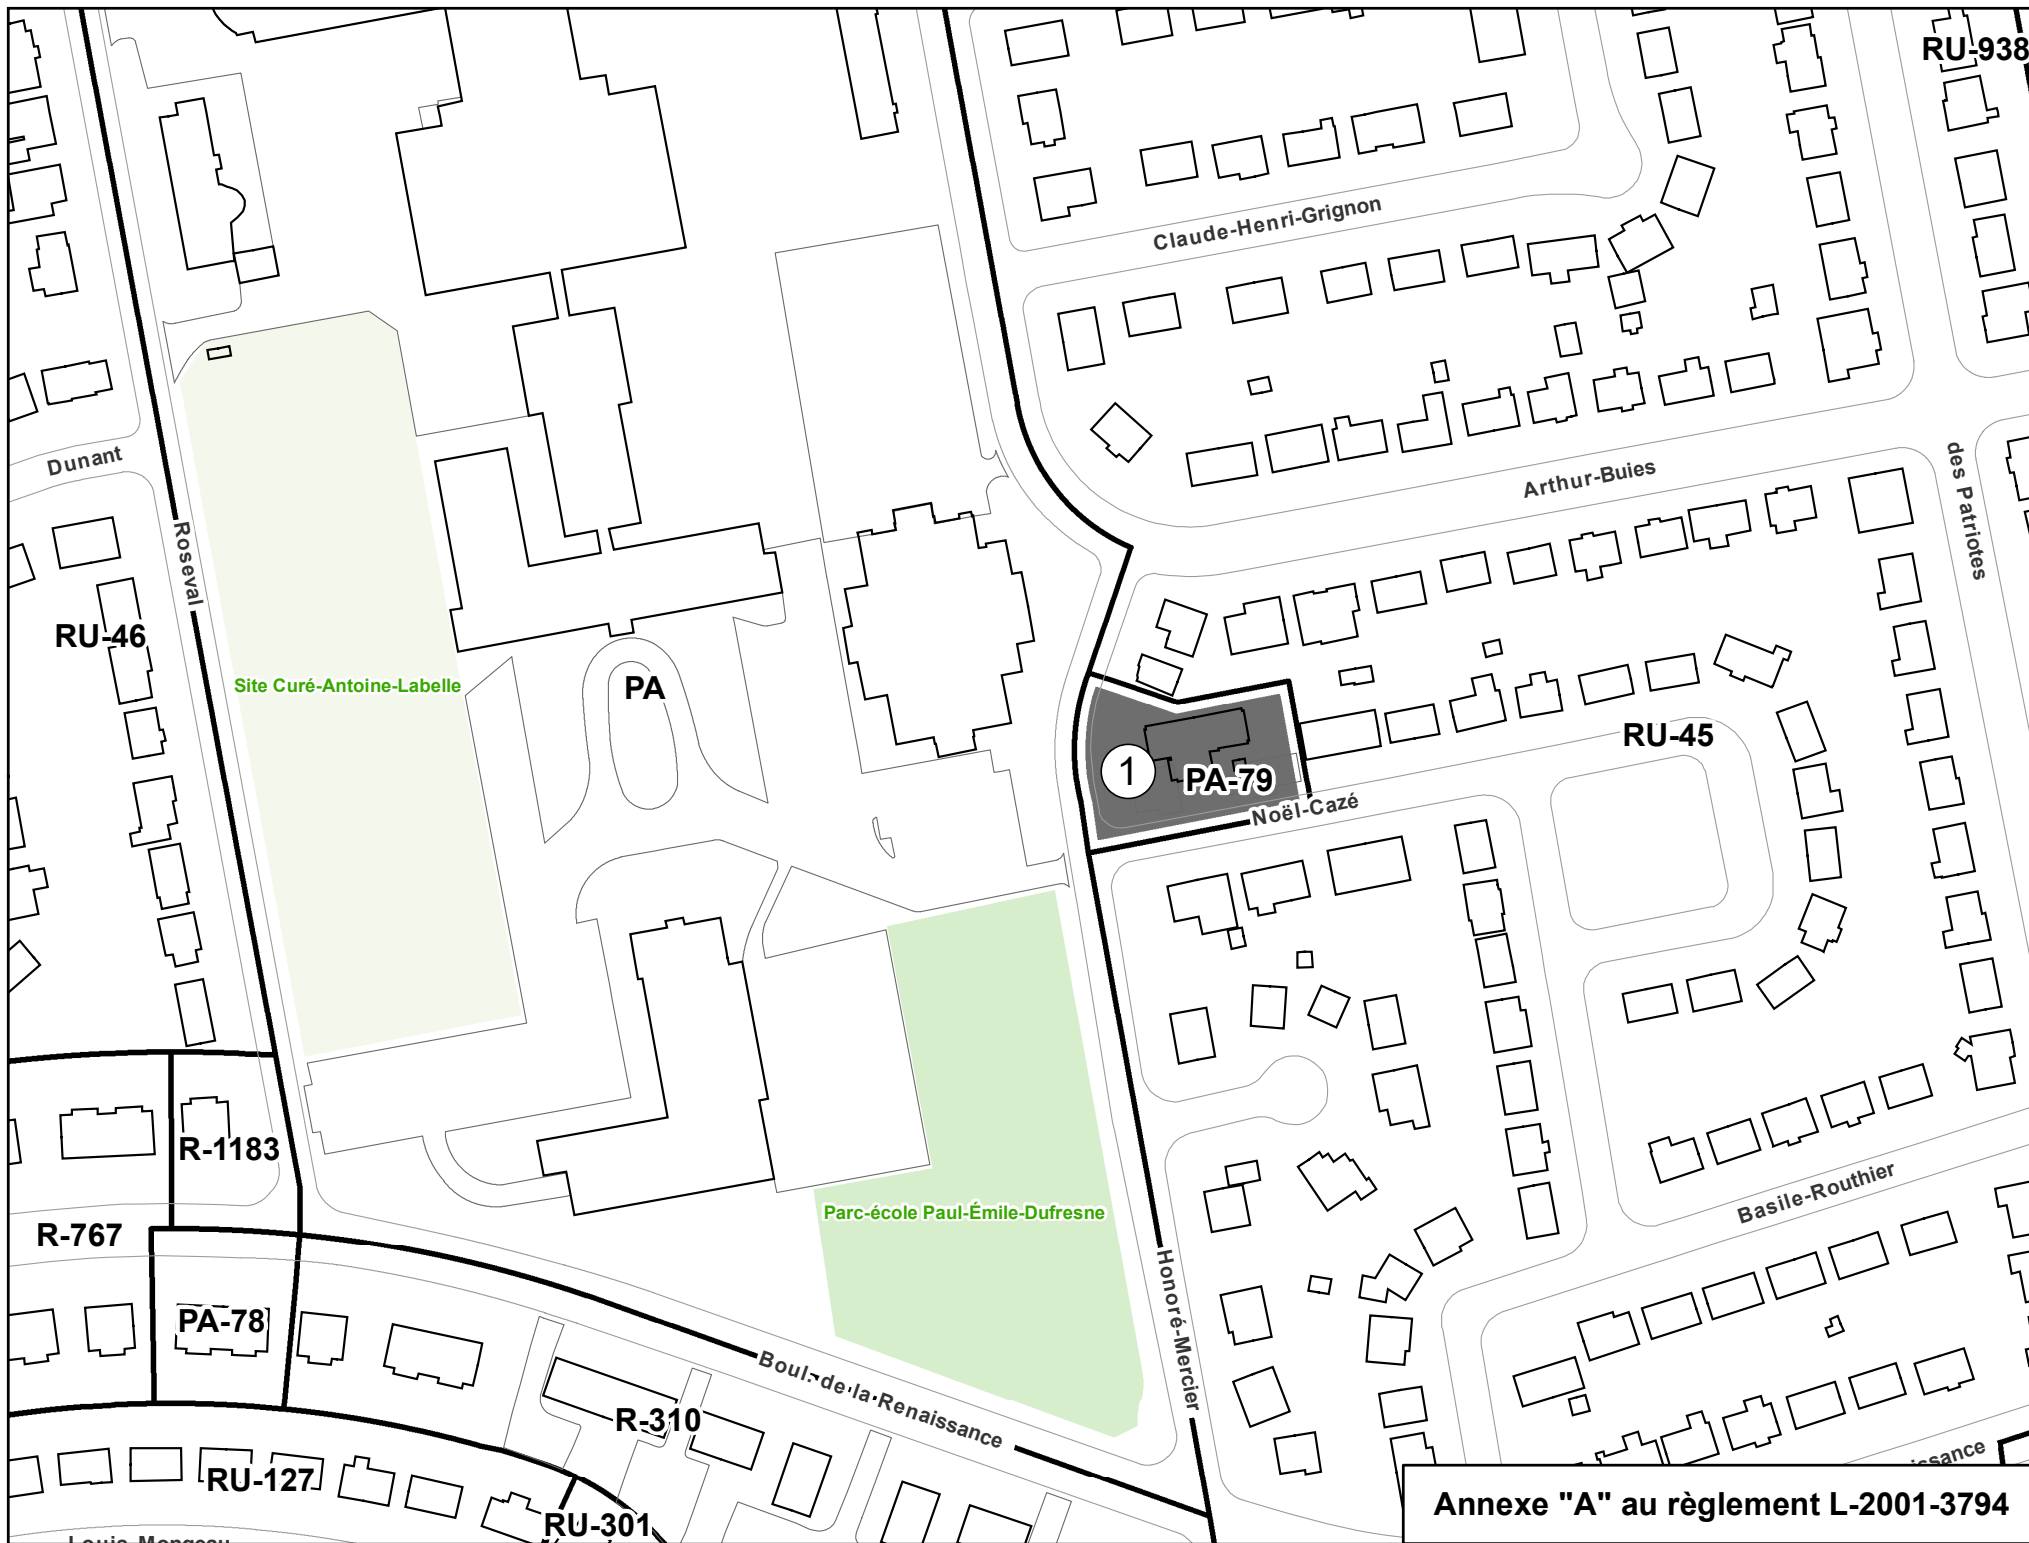 RU-938
Claude-Henri-Grignon
Dunant
Arthur-Buies
des Patriotes
Roseval
RU-46
Site Curé-Antoine-Labelle
PA
RU-45
1
PA-79
Noël-Cazé
R-1183
Basile-Routhier
Parc-école Paul-Émile-Dufresne
R-767
Honoré-Mercier
PA-78
Boul. de la Renaissance
R-310
RU-127
RU-301
issance
Annexe "A" au règlement L-2001-3794